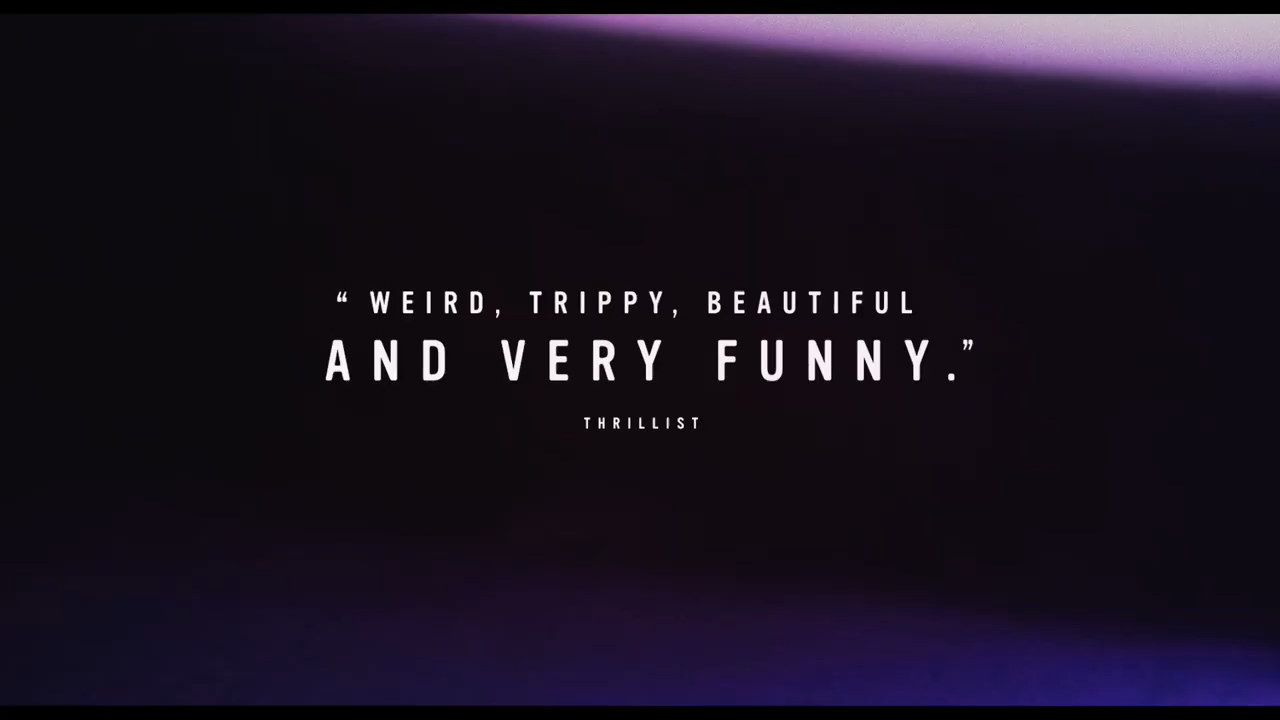 “ WEIRD, TRIPPY, BEAUTIFUL
AND VERY FUNNY.”
THRILLIST